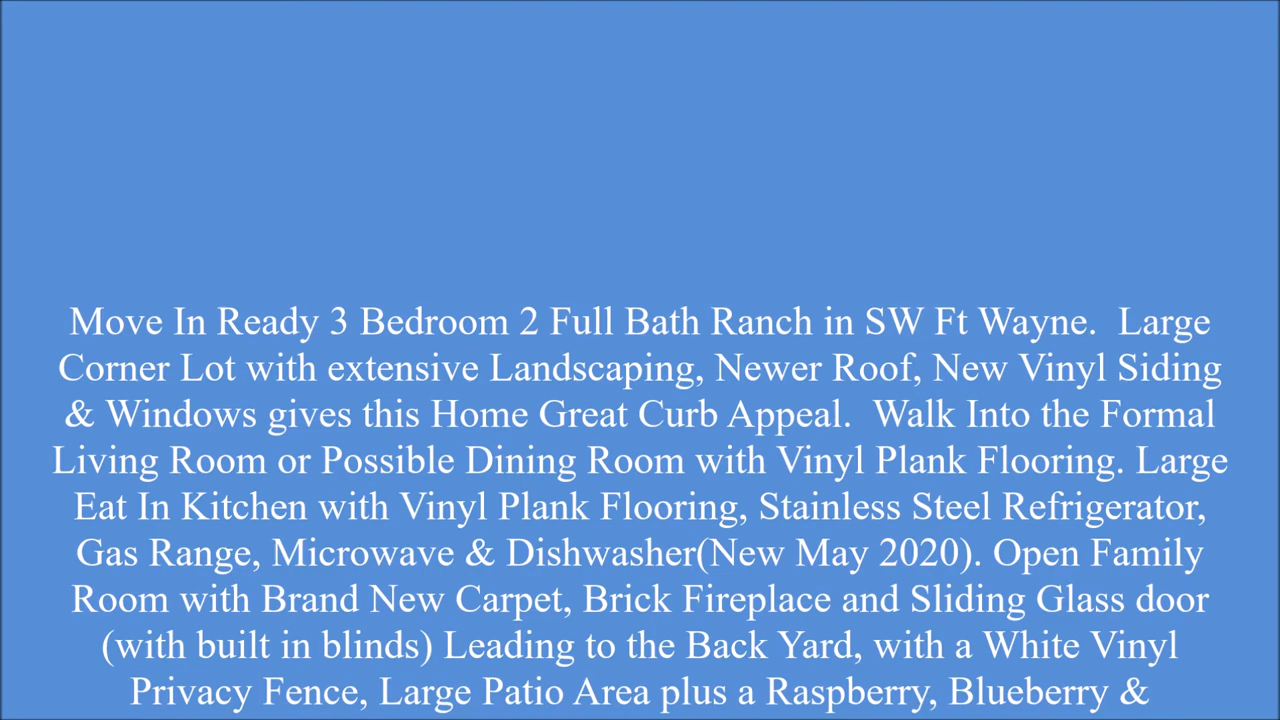 Move In Ready 3 Bedroom 2 Full Bath Ranch in SW Ft Wayne.  Large
Corner Lot with extensive Landscaping, Newer Roof, New Vinyl Siding
& Windows gives this Home Great Curb Appeal.  Walk Into the Formal
Living Room or Possible Dining Room with Vinyl Plank Flooring. Large
Eat In Kitchen with Vinyl Plank Flooring, Stainless Steel Refrigerator,
Gas Range, Microwave & Dishwasher(New May 2020). Open Family
Room with Brand New Carpet, Brick Fireplace and Sliding Glass door
(with built in blinds) Leading to the Back Yard, with a White Vinyl
Privacy Fence, Large Patio Area plus a Raspberry, Blueberry &